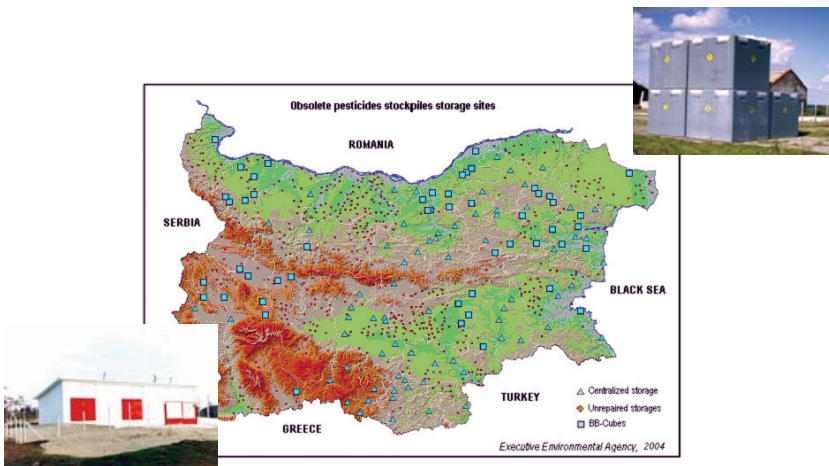 Obsolete pesticides stockpiles storage sites
ROMANIA
SERBIA
BLACK SEA
TURKEY
GREECE
Centralized storage
Unrepaired storages
BB-Cubes
Executive Environmental Agency, 2004